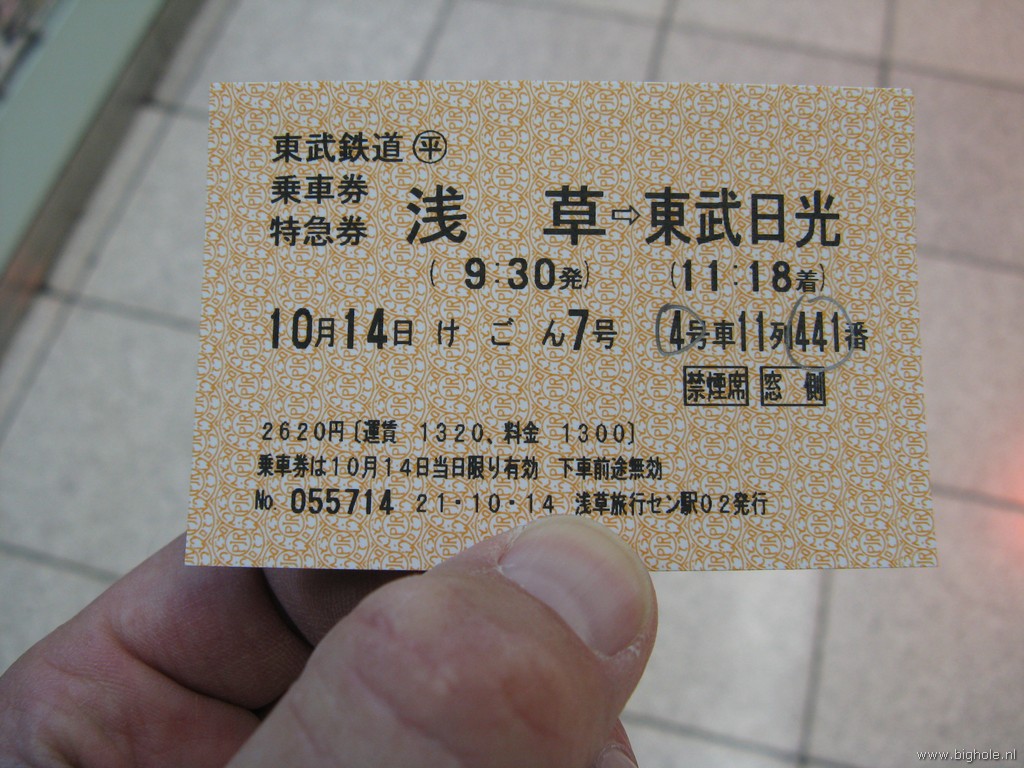 東武鉄道 ㊥
乗車券
特急券
浅草⇨東武日光
(9:30発) (11:18着)
10月14日 けごん7号 4号車11列441番
禁煙席 窓側
2620円〔運賃 1320、料金 1300〕
乗車券は10月14日当日限り有効 下車前途無効
No 055714 21・10・14 浅草旅行セン駅02発行
www.bighole.nl